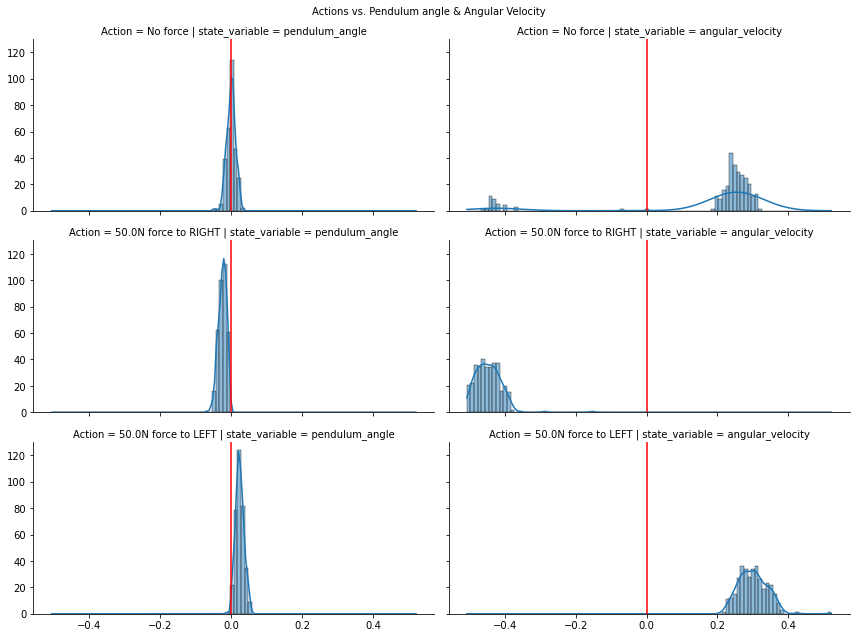 Actions vs. Pendulum angle & Angular Velocity
Action = No force | state_variable = pendulum_angle
Action = No force | state_variable = angular_velocity
120
100
80
60
40
20
0
Action = 50.0N force to RIGHT | state_variable = pendulum_angle
Action = 50.0N force to RIGHT | state_variable = angular_velocity
120
100
80
60
40
20
0
Action = 50.0N force to LEFT | state_variable = pendulum_angle
Action = 50.0N force to LEFT | state_variable = angular_velocity
120
100
80
60
40
20
0
−0.4 −0.2 0.0 0.2 0.4
−0.4 −0.2 0.0 0.2 0.4